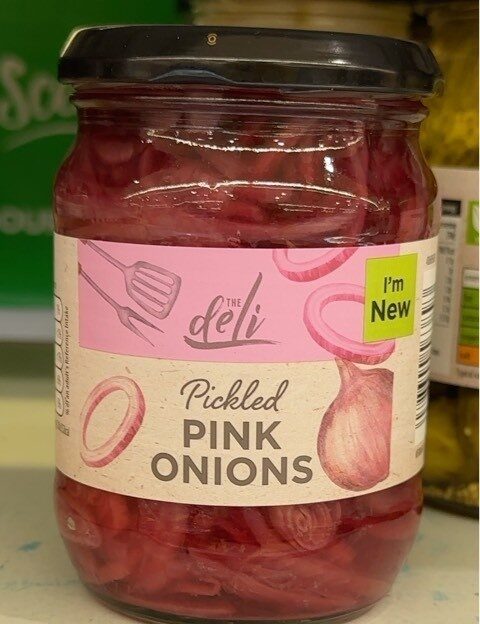 THE
deli
I'm
New
Pickled
PINK
ONIONS